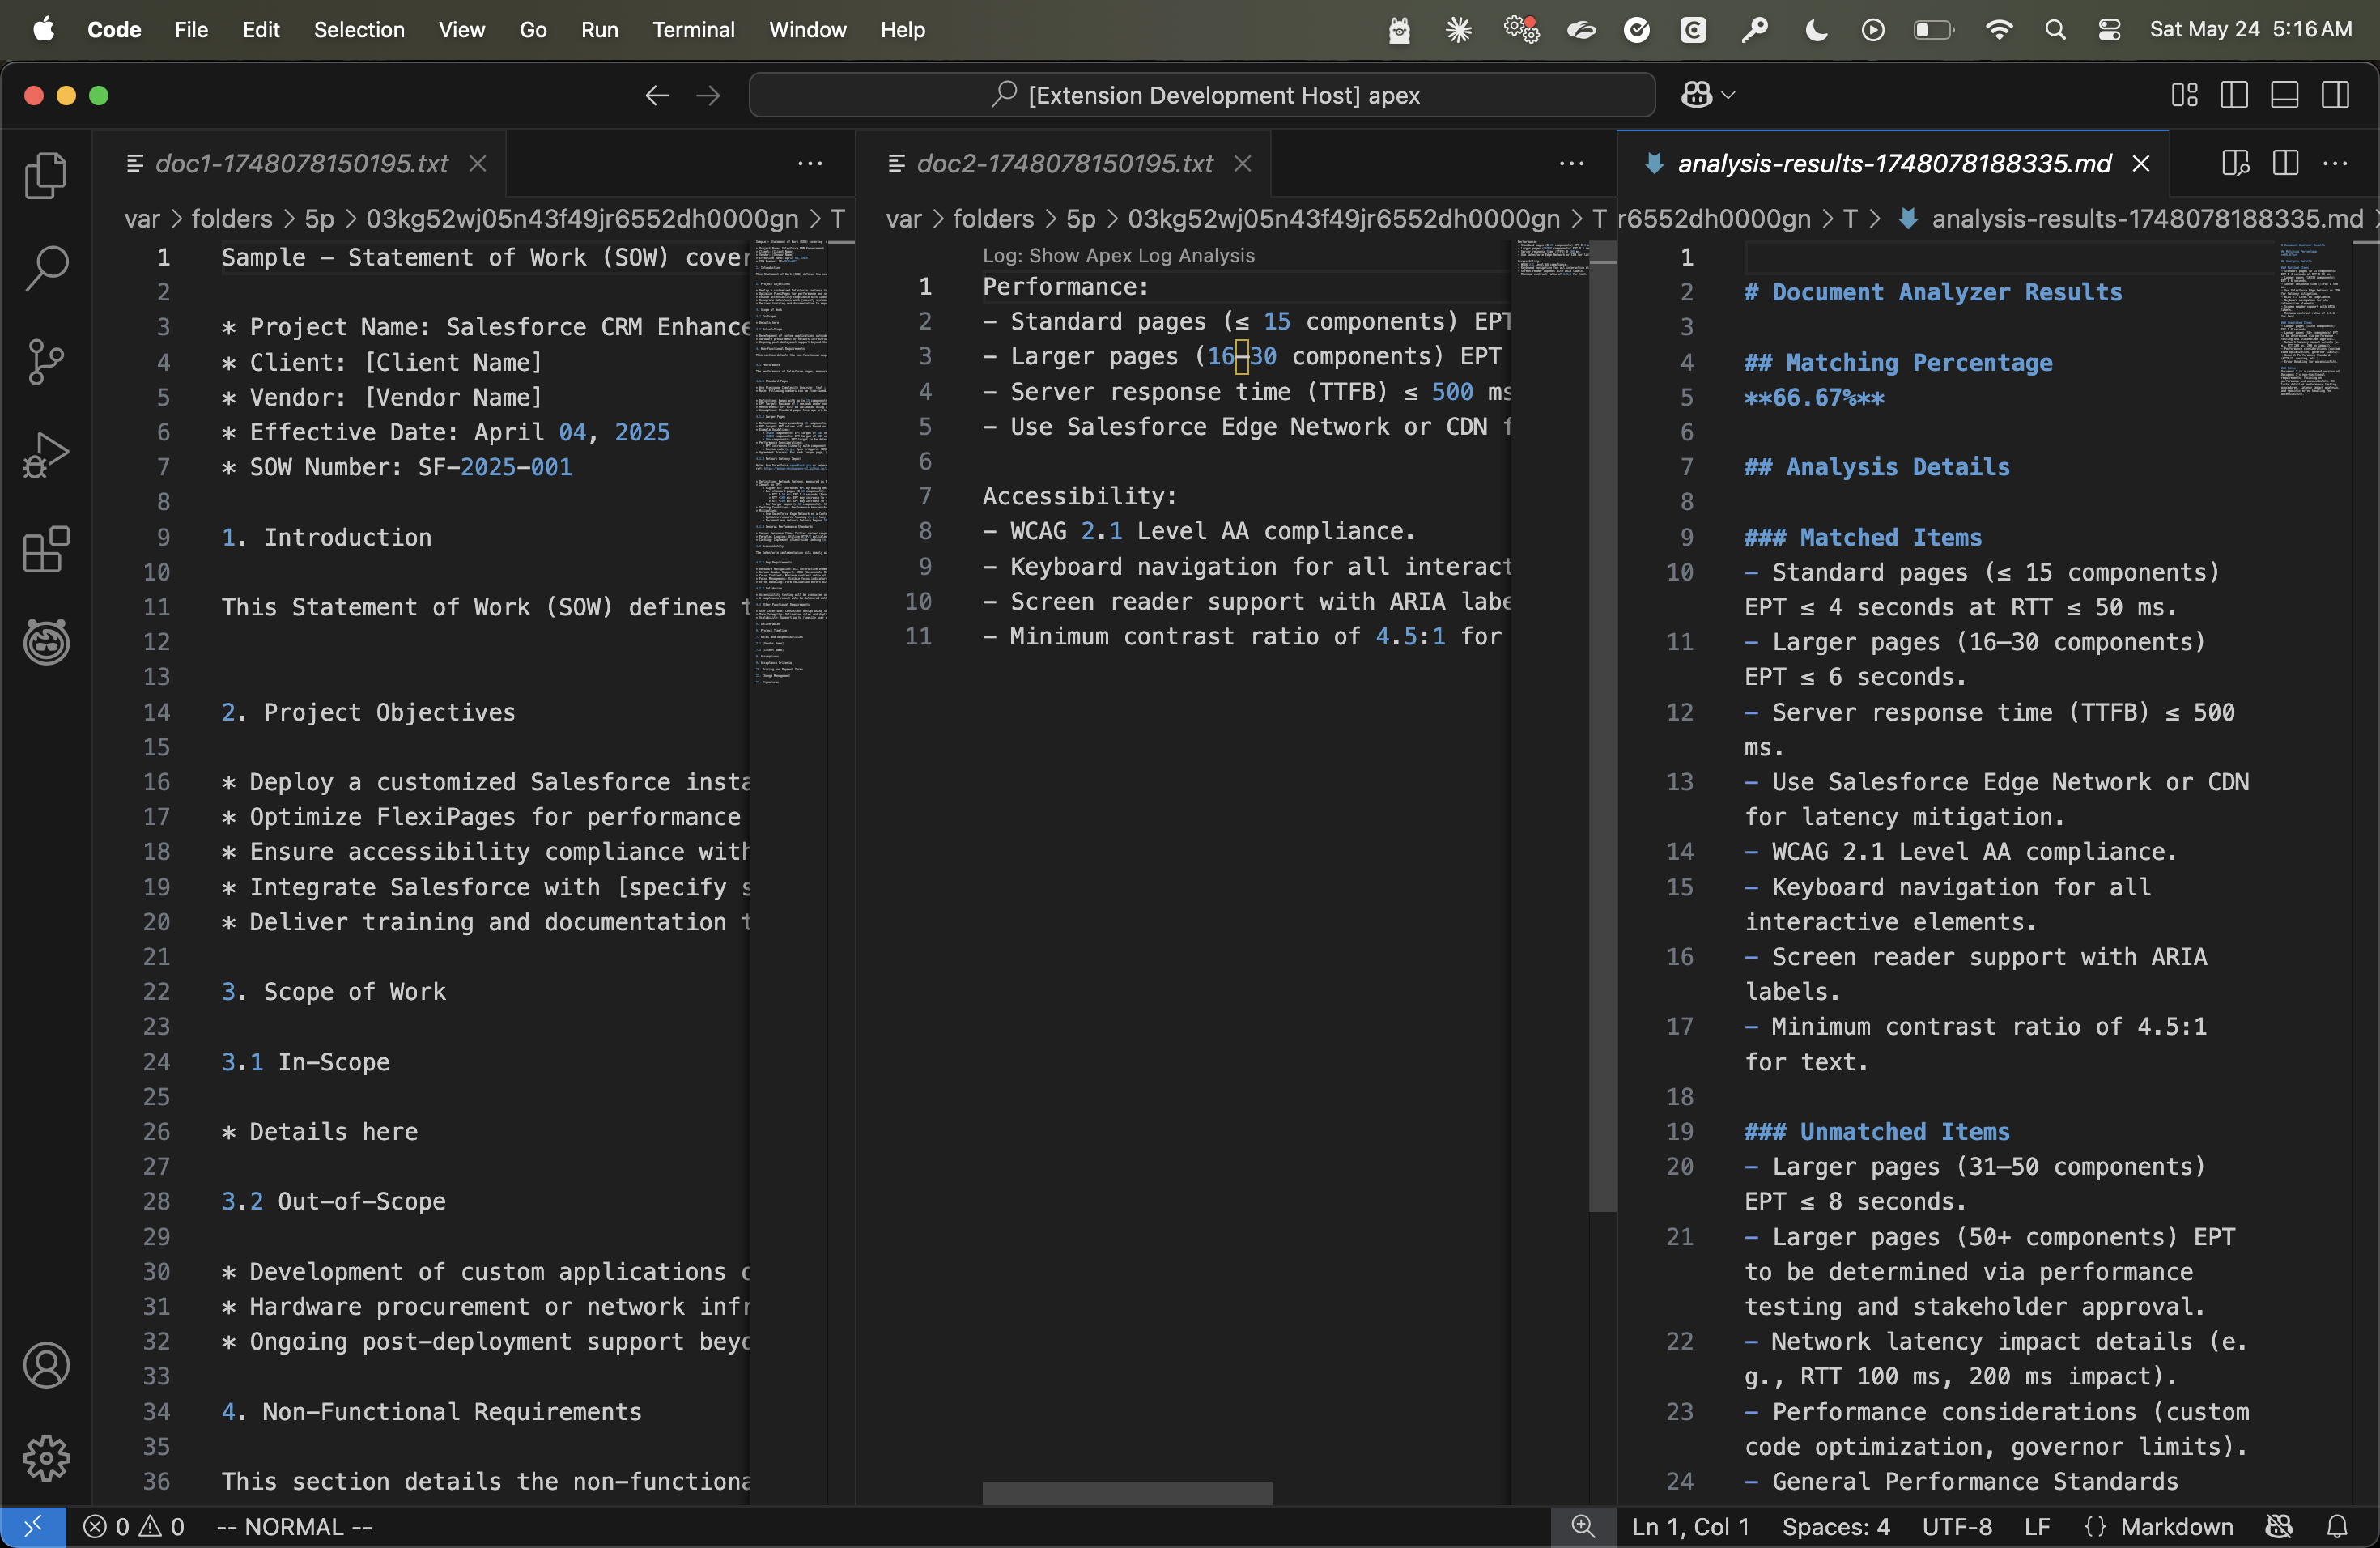 Code File Edit Selection View Go Run Terminal Window Help Sat May 24 5:16 AM
[Extension Development Host] apex
doc1-1748078150195.txt
var > folders > 5p > 03kg52wj05n43f49jr6552dh0000gn > T
1 Sample - Statement of Work (SOW) cover
2
3 * Project Name: Salesforce CRM Enhance
4 * Client: [Client Name]
5 * Vendor: [Vendor Name]
6 * Effective Date: April 04, 2025
7 * SOW Number: SF-2025-001
8
9 1. Introduction
10
11 This Statement of Work (SOW) defines t
12
13
14 2. Project Objectives
15
16 * Deploy a customized Salesforce insta
17 * Optimize FlexiPages for performance
18 * Ensure accessibility compliance with
19 * Integrate Salesforce with [specify s
20 * Deliver training and documentation t
21
22 3. Scope of Work
23
24 3.1 In-Scope
25
26 * Details here
27
28 3.2 Out-of-Scope
29
30 * Development of custom applications o
31 * Hardware procurement or network infr
32 * Ongoing post-deployment support beyo
33
34 4. Non-Functional Requirements
35
36 This section details the non-functiona
doc2-1748078150195.txt
var > folders > 5p > 03kg52wj05n43f49jr6552dh0000gn > T
Log: Show Apex Log Analysis
1 Performance:
2 - Standard pages (≤ 15 components) EPT
3 - Larger pages (16–30 components) EPT
4 - Server response time (TTFB) ≤ 500 ms
5 - Use Salesforce Edge Network or CDN f
6
7 Accessibility:
8 - WCAG 2.1 Level AA compliance.
9 - Keyboard navigation for all interact
10 - Screen reader support with ARIA labe
11 - Minimum contrast ratio of 4.5:1 for
analysis-results-1748078188335.md
r6552dh0000gn > T > analysis-results-1748078188335.md
1
2 # Document Analyzer Results
3
4 ## Matching Percentage
5 **66.67%**
6
7 ## Analysis Details
8
9 ### Matched Items
10 - Standard pages (≤ 15 components)
EPT ≤ 4 seconds at RTT ≤ 50 ms.
11 - Larger pages (16–30 components)
EPT ≤ 6 seconds.
12 - Server response time (TTFB) ≤ 500
ms.
13 - Use Salesforce Edge Network or CDN
for latency mitigation.
14 - WCAG 2.1 Level AA compliance.
15 - Keyboard navigation for all
interactive elements.
16 - Screen reader support with ARIA
labels.
17 - Minimum contrast ratio of 4.5:1
for text.
18
19 ### Unmatched Items
20 - Larger pages (31–50 components)
EPT ≤ 8 seconds.
21 - Larger pages (50+ components) EPT
to be determined via performance
testing and stakeholder approval.
22 - Network latency impact details (e.
g., RTT 100 ms, 200 ms impact).
23 - Performance considerations (custom
code optimization, governor limits).
24 - General Performance Standards
0 0 -- NORMAL -- Ln 1, Col 1 Spaces: 4 UTF-8 LF {} Markdown